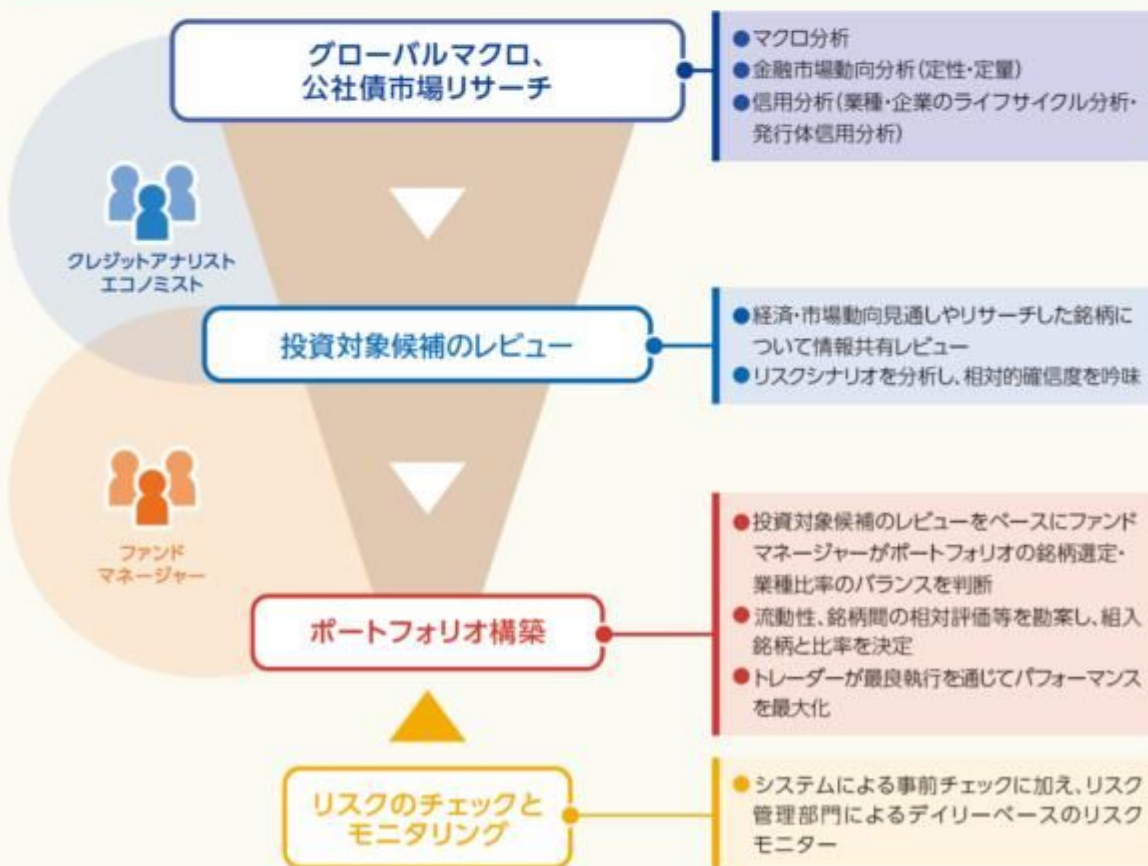 グローバルマクロ、
公社債市場リサーチ
●マクロ分析
●金融市場動向分析(定性・定量)
●信用分析(業種・企業のライフサイクル分析・
発行体信用分析)
クレジットアナリスト
エコノミスト
投資対象候補のレビュー
●経済・市場動向見通しやリサーチした銘柄に
ついて情報共有レビュー
●リスクシナリオを分析し、相対的確信度を吟味
ファンド
マネージャー
ポートフォリオ構築
●投資対象候補のレビューをベースにファンド
マネージャーがポートフォリオの銘柄選定・
業種比率のバランスを判断
●流動性、銘柄間の相対評価等を勘案し、組入
銘柄と比率を決定
●トレーダーが最良執行を通じてパフォーマンス
を最大化
リスクのチェックと
モニタリング
●システムによる事前チェックに加え、リスク
管理部門によるデイリーベースのリスク
モニター